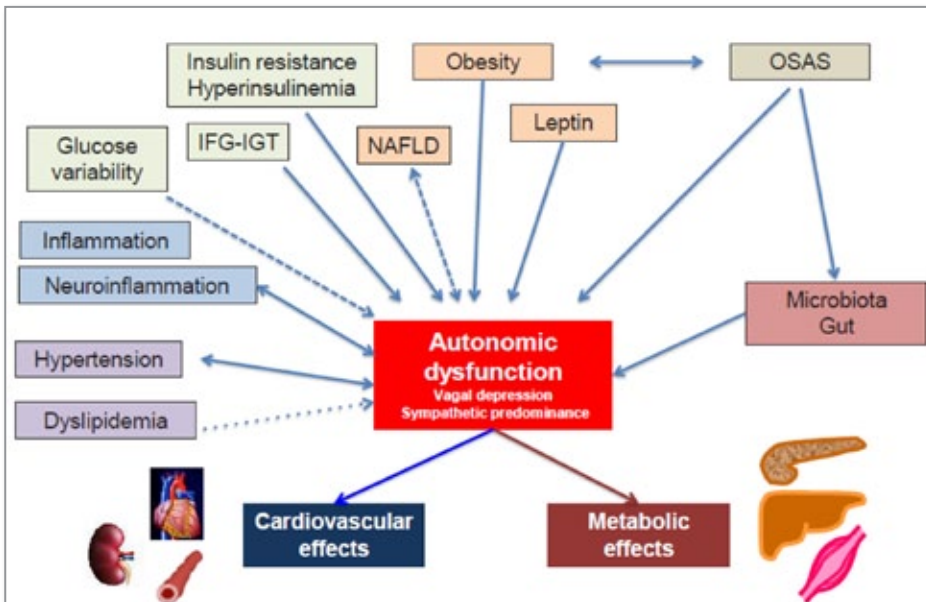 Insulin resistance
Hyperinsulinemia
Obesity
OSAS
Glucose
variability
IFG-IGT
NAFLD
Leptin
Inflammation
Neuroinflammation
Hypertension
Dyslipidemia
Microbiota
Gut
Autonomic
dysfunction
Vagal depression
Sympathetic predominance
Cardiovascular
effects
Metabolic
effects